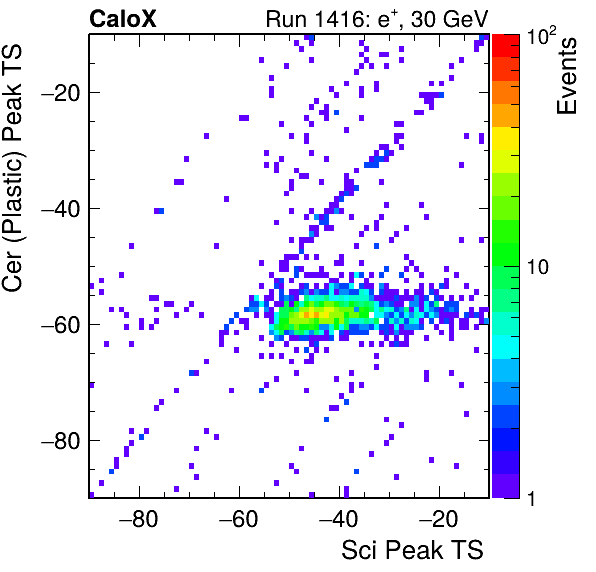 CaloX Run 1416: e⁺, 30 GeV
Cer (Plastic) Peak TS
−20
−40
−60
−80
−80 −60 −40 −20
Sci Peak TS
10²
10
1
Events